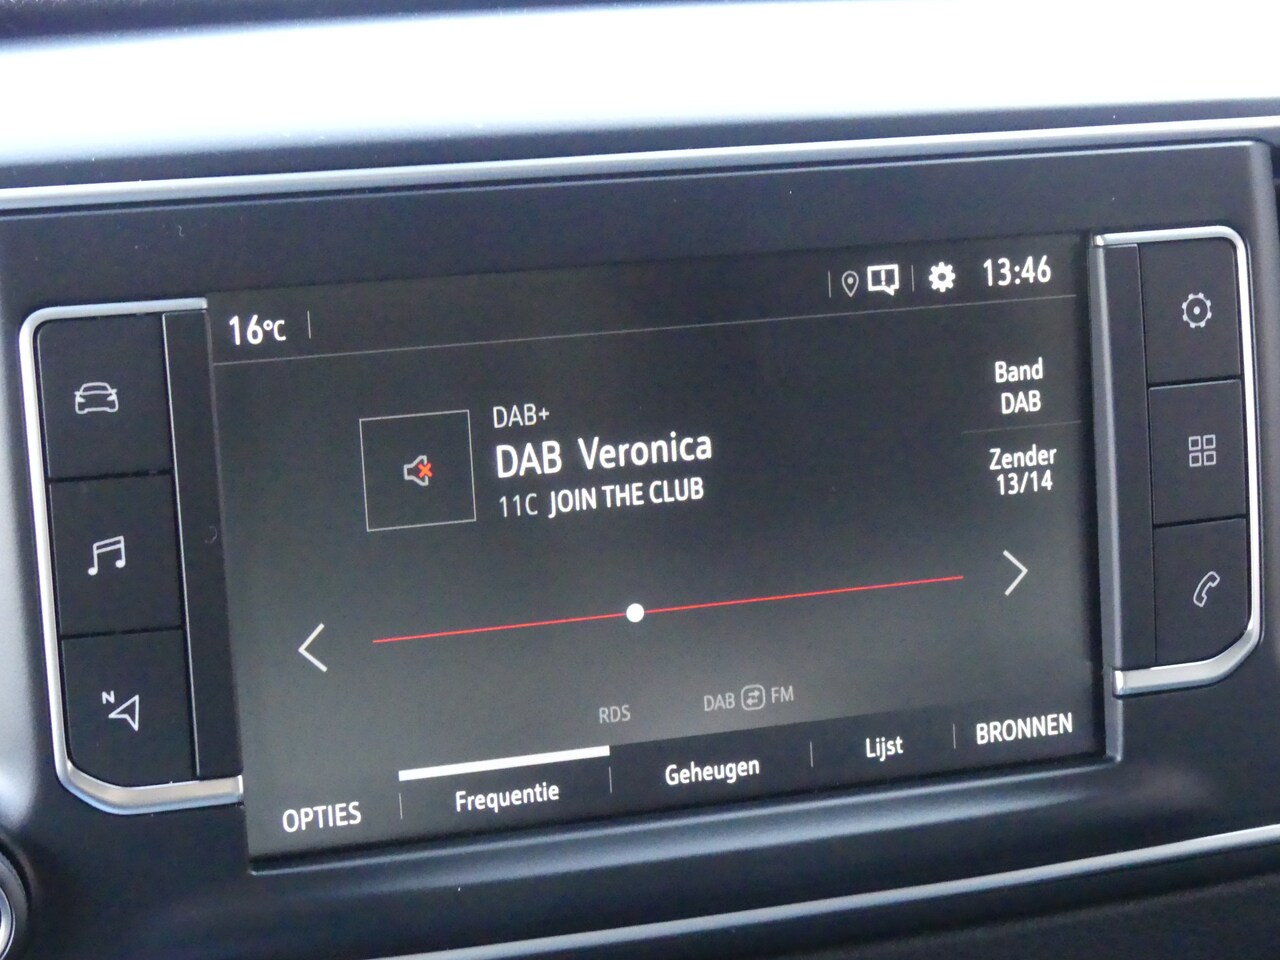 16°C
13:46
Band
DAB
DAB+
DAB Veronica
Zender
13/14
11C JOIN THE CLUB
N
RDS
DAB FM
OPTIES
Frequentie
Geheugen
Lijst
BRONNEN